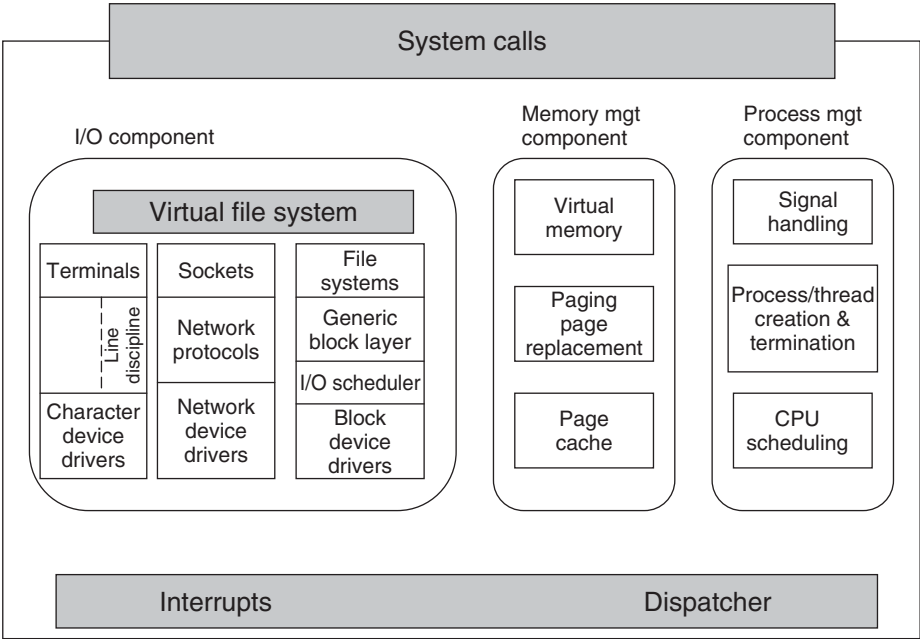 System calls
I/O component
Memory mgt
component
Process mgt
component
Virtual file system
Terminals
Line
discipline
Character
device
drivers
Sockets
Network
protocols
Network
device
drivers
File
systems
Generic
block layer
I/O scheduler
Block
device
drivers
Virtual
memory
Paging
page
replacement
Page
cache
Signal
handling
Process/thread
creation &
termination
CPU
scheduling
Interrupts
Dispatcher